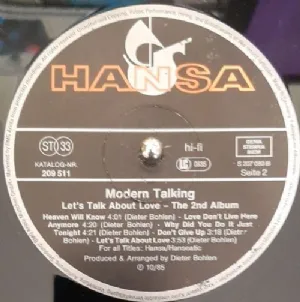 HANSA
ST 33
KATALOG-NR.
209 511
hi-fi
LC 0835
Seite 2
Modern Talking
Let's Talk About Love – The 2nd Album
Heaven Will Know 4:01 (Dieter Bohlen) · Love Don't Live Here
Anymore 4:20 (Dieter Bohlen) · Why Did You Do It Just
Tonight 4:21 (Dieter Bohlen) · Don't Give Up 3:18 (Dieter
Bohlen) · Let's Talk About Love 3:53 (Dieter Bohlen)
For all Titles: Hansa/Hanseatic
Produced & Arranged by Dieter Bohlen
Ⓟ 10/85